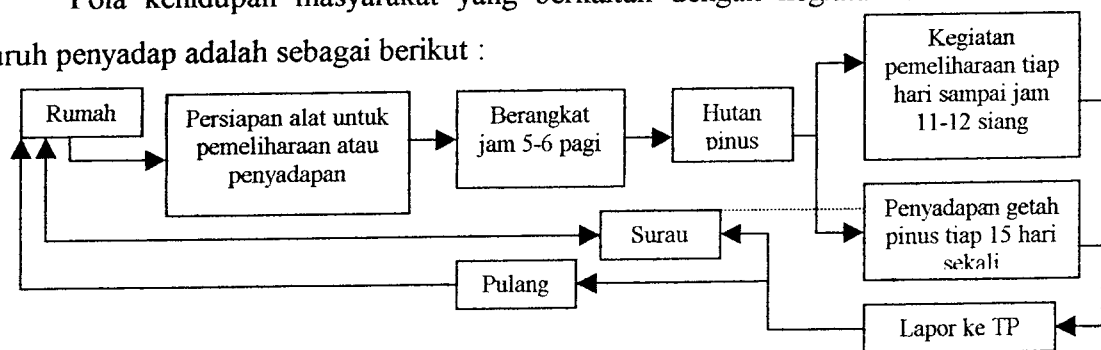 Pola kehidupan masyarakat yang berkaitan dengan
uruh penyadap adalah sebagai berikut :
Rumah
Persiapan alat untuk
pemeliharaan atau
penyadapan
Berangkat
jam 5-6 pagi
Hutan
pinus
Kegiatan
pemeliharaan tiap
hari sampai jam
11-12 siang
Penyadapan getah
pinus tiap 15 hari
sekali
Surau
Pulang
Lapor ke TP